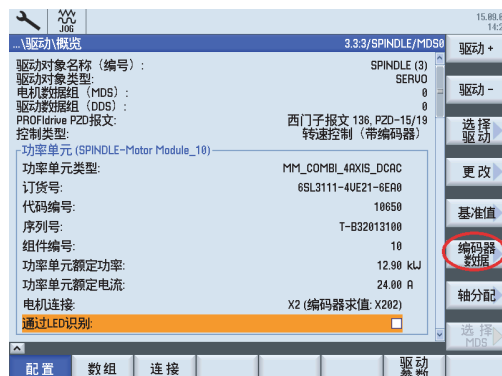 JOG
15.09.
14:2
...\驱动\概览
3.3:3/SPINDLE/MDS0
驱动对象名称（编号）:
SPINDLE (3)
驱动对象类型:
SERVO
电机数据组（MDS）:
0
驱动数据组（DDS）:
0
PROFIdrive PZD报文:
西门子报文 136, PZD-15/19
控制类型:
转速控制（带编码器）
功率单元 (SPINDLE-Motor Module_10)
功率单元类型:
MM_COMBI_4AXIS_DCAC
订货号:
6SL3111-4VE21-6EA0
代码编号:
10650
序列号:
T-B32013100
组件编号:
10
功率单元额定功率:
12.90 kW
功率单元额定电流:
24.00 A
电机连接:
X2 (编码器求值: X202)
通过LED识别:
驱动 +
驱动 -
选择
驱动
更改
基准值
编码器
数据
轴分配
选择
MDS
配置
数组
连接
驱动
参数